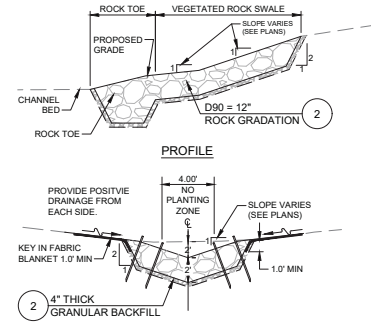 ROCK TOE
VEGETATED ROCK SWALE
SLOPE VARIES
(SEE PLANS)
PROPOSED
GRADE
1
1
2
1
CHANNEL
BED
D90 = 12"
ROCK GRADATION
2
ROCK TOE
PROFILE
4.00'
NO
PLANTING
ZONE
℄
PROVIDE POSITVIE
DRAINAGE FROM
EACH SIDE.
SLOPE VARIES
(SEE PLANS)
1
KEY IN FABRIC
BLANKET 1.0' MIN
2
1
2'
2'
1.0' MIN
2
4" THICK
GRANULAR BACKFILL